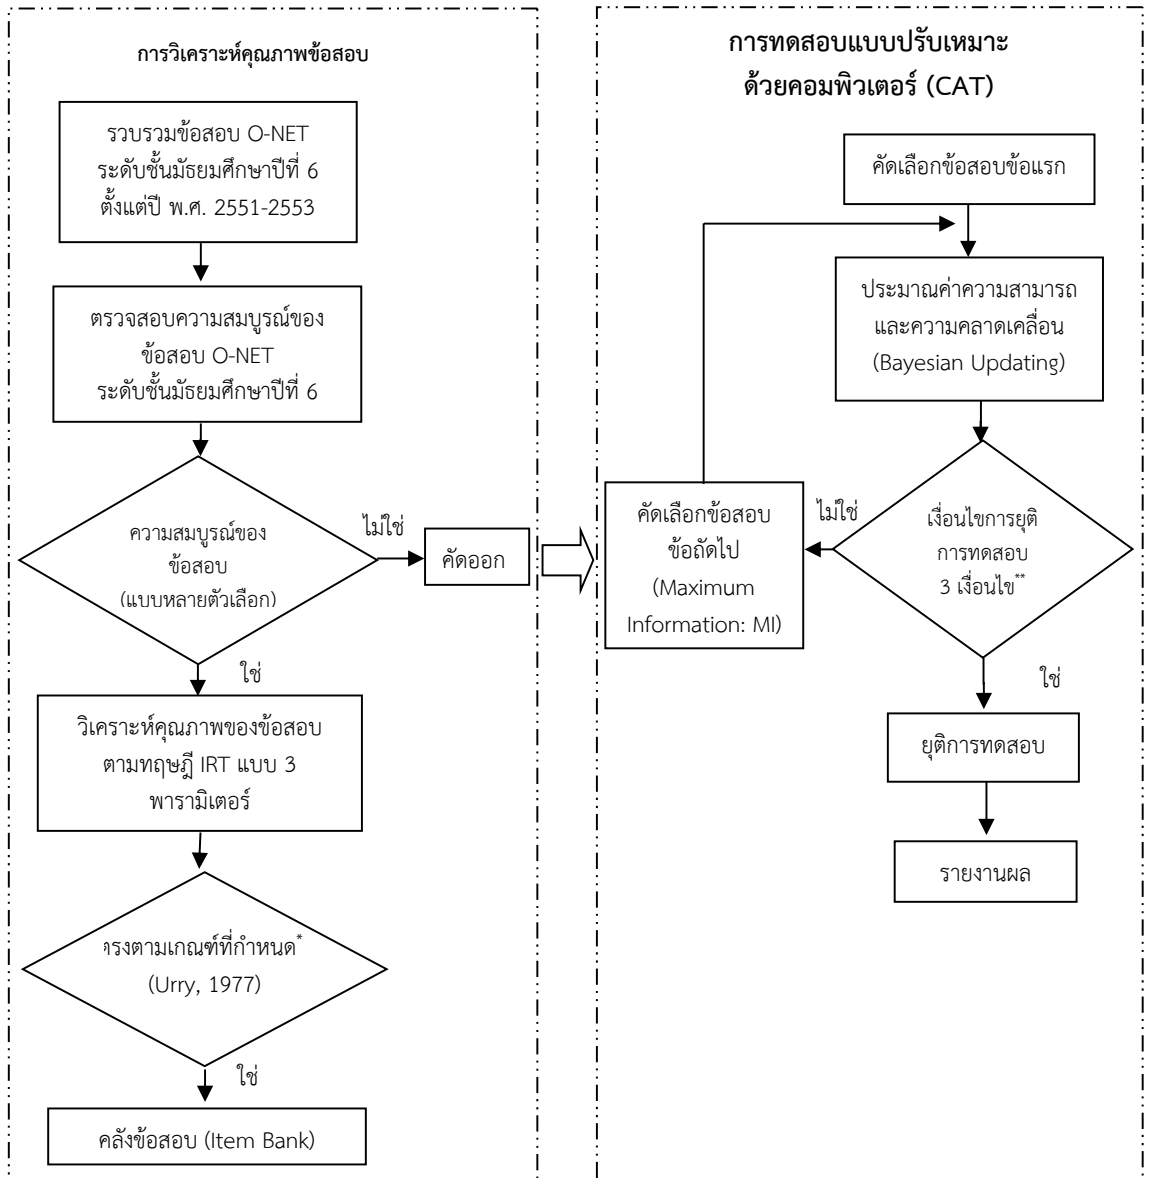 การวิเคราะห์คุณภาพข้อสอบ
รวบรวมข้อสอบ O-NET
ระดับชั้นมัธยมศึกษาปีที่ 6
ตั้งแต่ปี พ.ศ. 2551-2553
ตรวจสอบความสมบูรณ์ของ
ข้อสอบ O-NET
ระดับชั้นมัธยมศึกษาปีที่ 6
ความสมบูรณ์ของ
ข้อสอบ
(แบบหลายตัวเลือก)
ไม่ใช่
คัดออก
ใช่
วิเคราะห์คุณภาพของข้อสอบ
ตามทฤษฎี IRT แบบ 3
พารามิเตอร์
ตรงตามเกณฑ์ที่กำหนด*
(Urry, 1977)
ใช่
คลังข้อสอบ (Item Bank)
การทดสอบแบบปรับเหมาะ
ด้วยคอมพิวเตอร์ (CAT)
คัดเลือกข้อสอบข้อแรก
ประมาณค่าความสามารถ
และความคลาดเคลื่อน
(Bayesian Updating)
เงื่อนไขการยุติ
การทดสอบ
3 เงื่อนไข**
ไม่ใช่
คัดเลือกข้อสอบ
ข้อถัดไป
(Maximum
Information: MI)
ใช่
ยุติการทดสอบ
รายงานผล